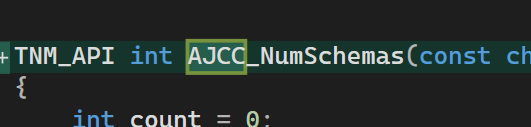 + TNM_API int AJCC_NumSchemas(const ch
{
int count = 0;